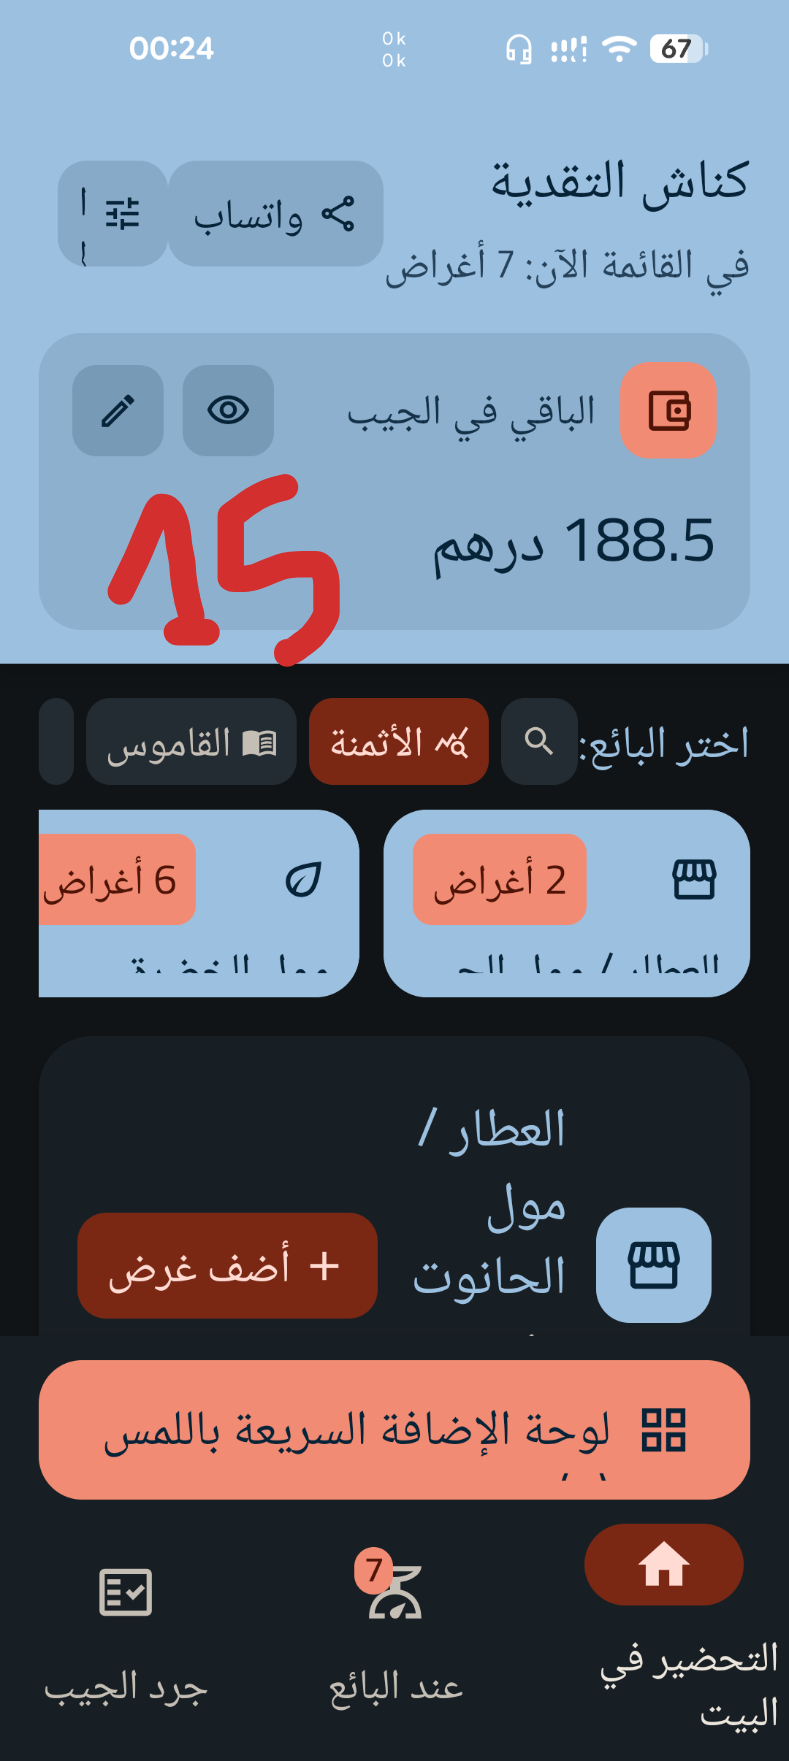 00:24
0k
0k
67
كناش التقدية
واتساب
في القائمة الآن: 7 أغراض
الباقي في الجيب
188.5 درهم
15
اختر البائع:
الأثمنة
القاموس
2 أغراض
6 أغراض
العطار / مول
الحانوت
أضف غرض
لوحة الإضافة السريعة باللمس
التحضير في
البيت
7
عند البائع
جرد الجيب